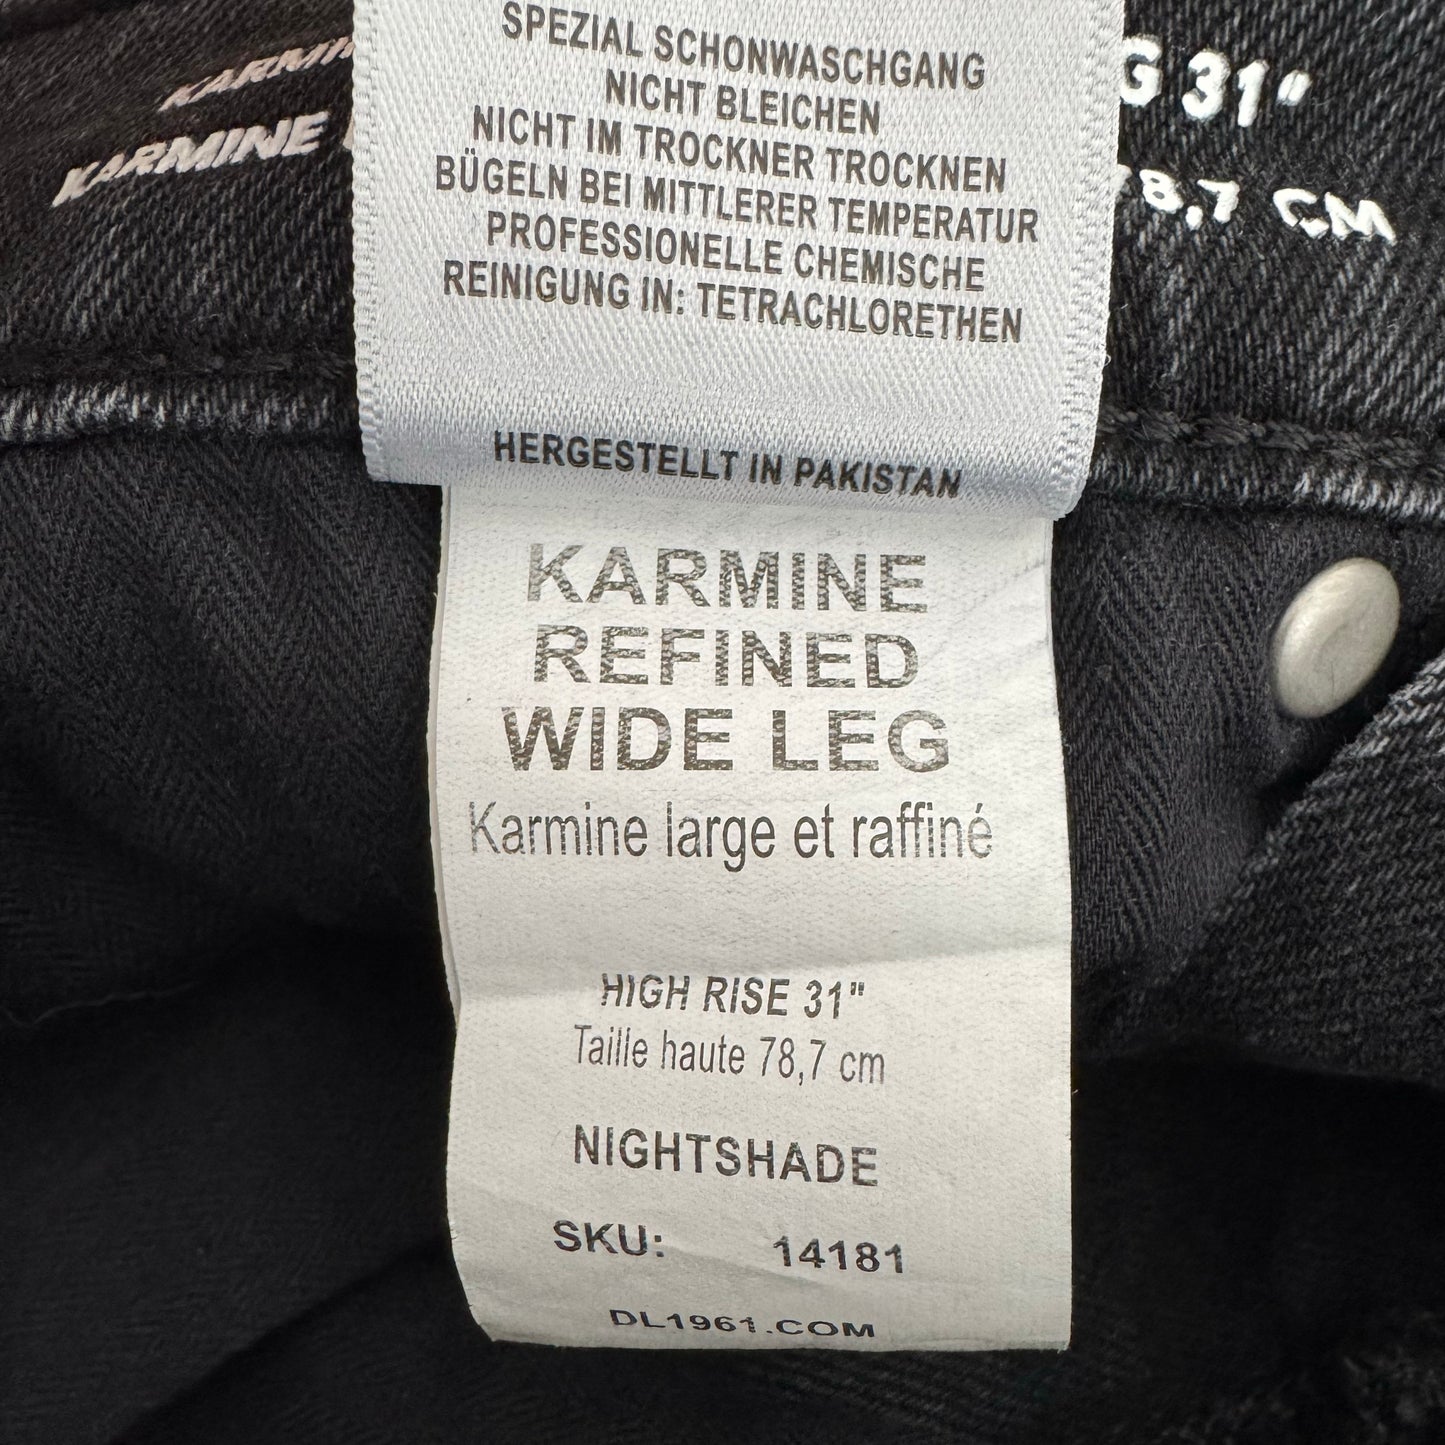 SPEZIAL SCHONWASCHGANG
NICHT BLEICHEN
NICHT IM TROCKNER TROCKNEN
BÜGELN BEI MITTLERER TEMPERATUR
PROFESSIONELLE CHEMISCHE
REINIGUNG IN: TETRACHLORETHEN
HERGESTELLT IN PAKISTAN
KARMINE
31"
78,7 CM
KARMINE
REFINED
WIDE LEG
Karmine large et raffiné
HIGH RISE 31"
Taille haute 78,7 cm
NIGHTSHADE
SKU: 14181
DL1961.COM